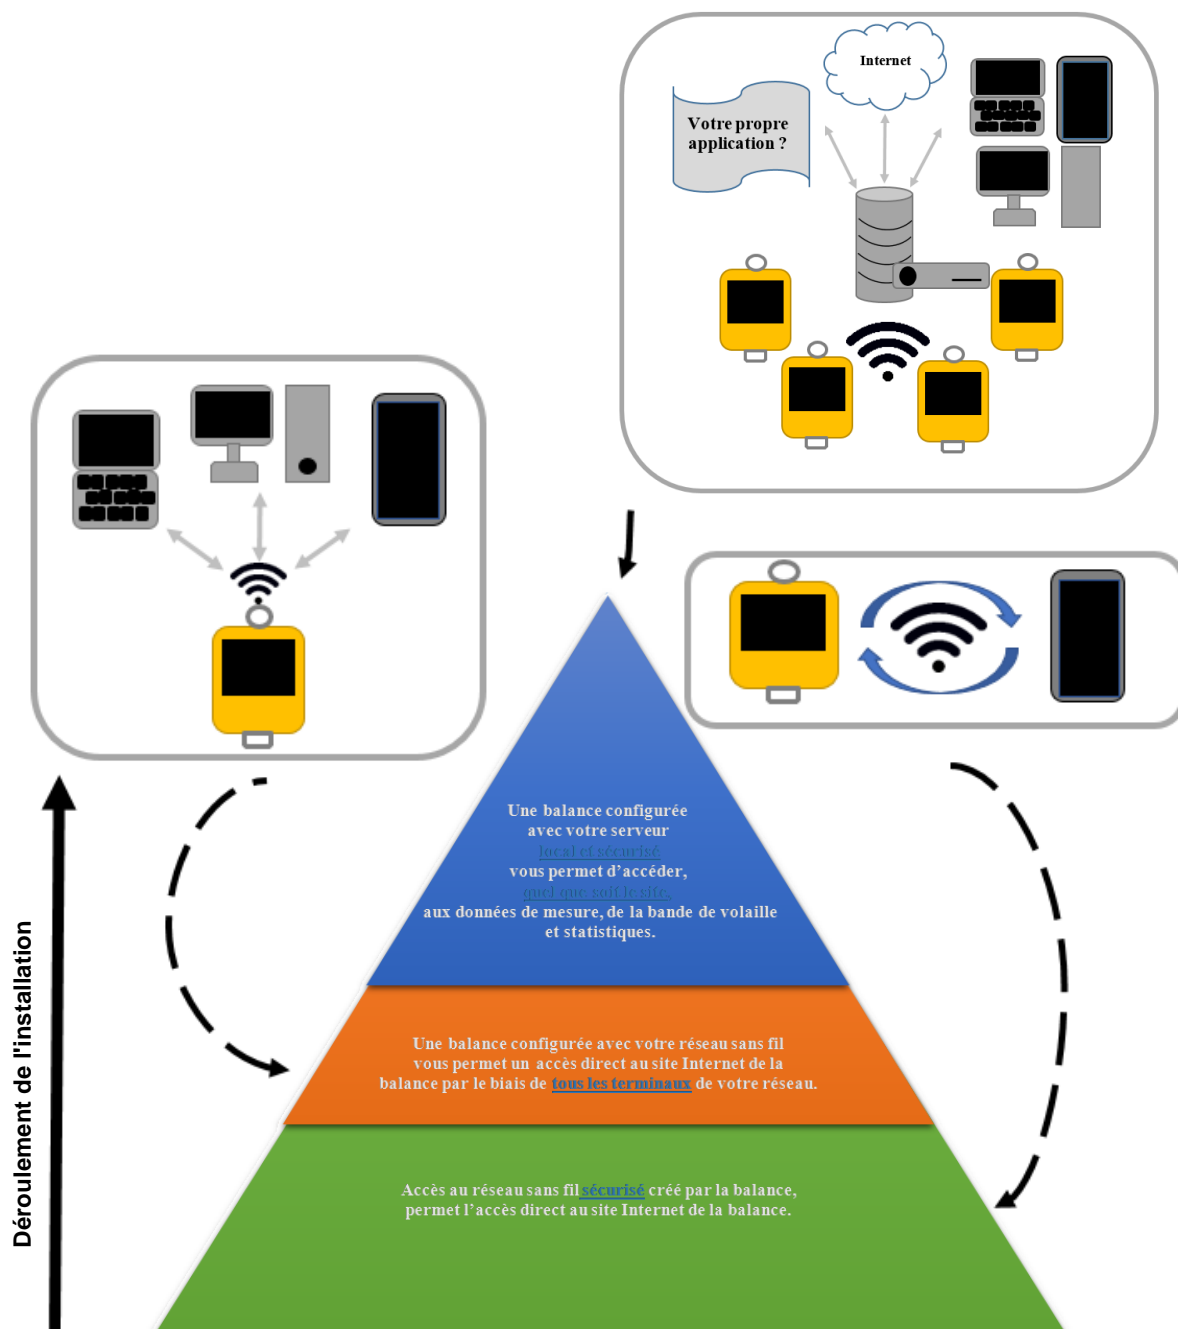 Internet
Votre propre
application ?
Une balance configurée
avec votre serveur
local et sécurisé
vous permet d’accéder,
quel que soit le site,
aux données de mesure, de la bande de volaille
et statistiques.
Une balance configurée avec votre réseau sans fil
vous permet un accès direct au site Internet de la
balance par le biais de tous les terminaux de votre réseau.
Accès au réseau sans fil sécurisé créé par la balance,
permet l’accès direct au site Internet de la balance.
Déroulement de l'installation